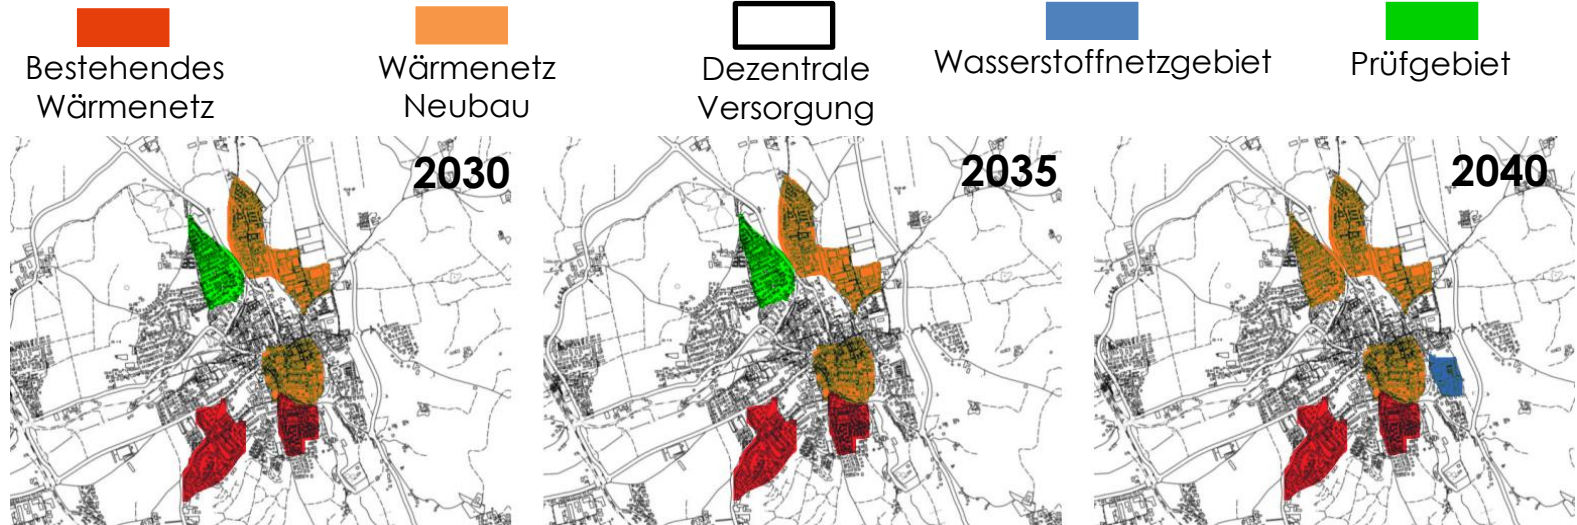 Bestehendes
Wärmenetz
Wärmenetz
Neubau
Dezentrale
Versorgung
Wasserstoffnetzgebiet
Prüfgebiet
2030
2035
2040